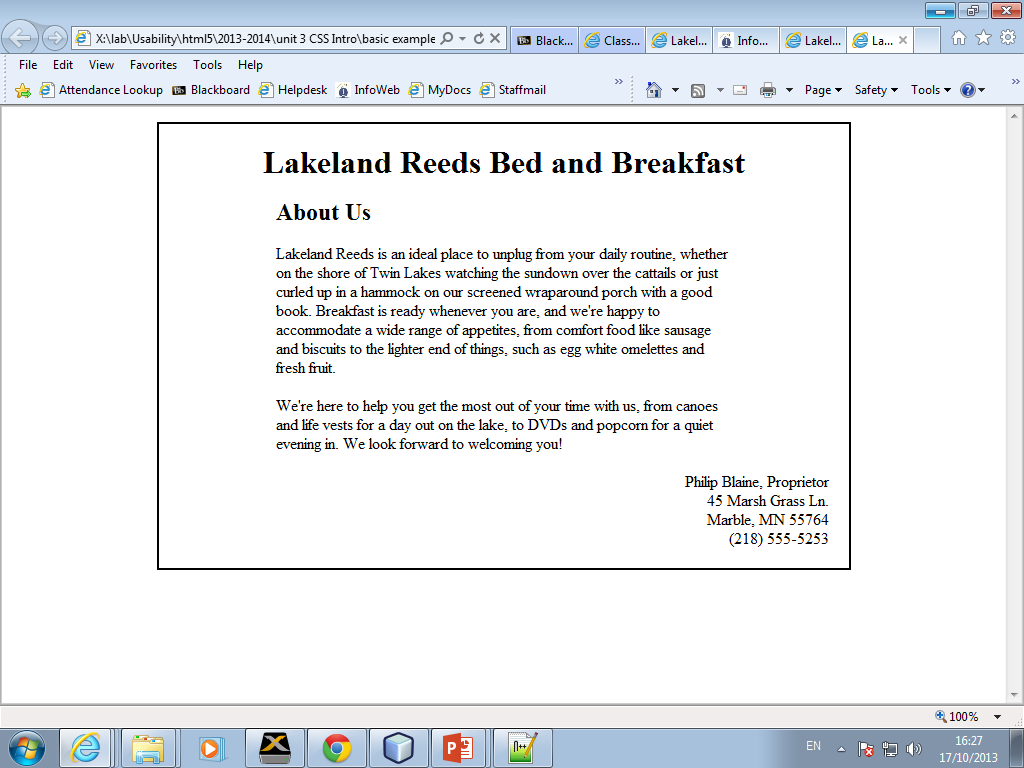 X:\lab\Usability\html5\2013-2014\unit 3 CSS Intro\basic example
Black...
Class...
Lakel...
Info...
Lakel...
La...
File Edit View Favorites Tools Help
Attendance Lookup Blackboard Helpdesk InfoWeb MyDocs Staffmail
Page Safety Tools
Lakeland Reeds Bed and Breakfast
About Us
Lakeland Reeds is an ideal place to unplug from your daily routine, whether
on the shore of Twin Lakes watching the sundown over the cattails or just
curled up in a hammock on our screened wraparound porch with a good
book. Breakfast is ready whenever you are, and we're happy to
accommodate a wide range of appetites, from comfort food like sausage
and biscuits to the lighter end of things, such as egg white omelettes and
fresh fruit.
We're here to help you get the most out of your time with us, from canoes
and life vests for a day out on the lake, to DVDs and popcorn for a quiet
evening in. We look forward to welcoming you!
Philip Blaine, Proprietor
45 Marsh Grass Ln.
Marble, MN 55764
(218) 555-5253
100%
EN
16:27
17/10/2013